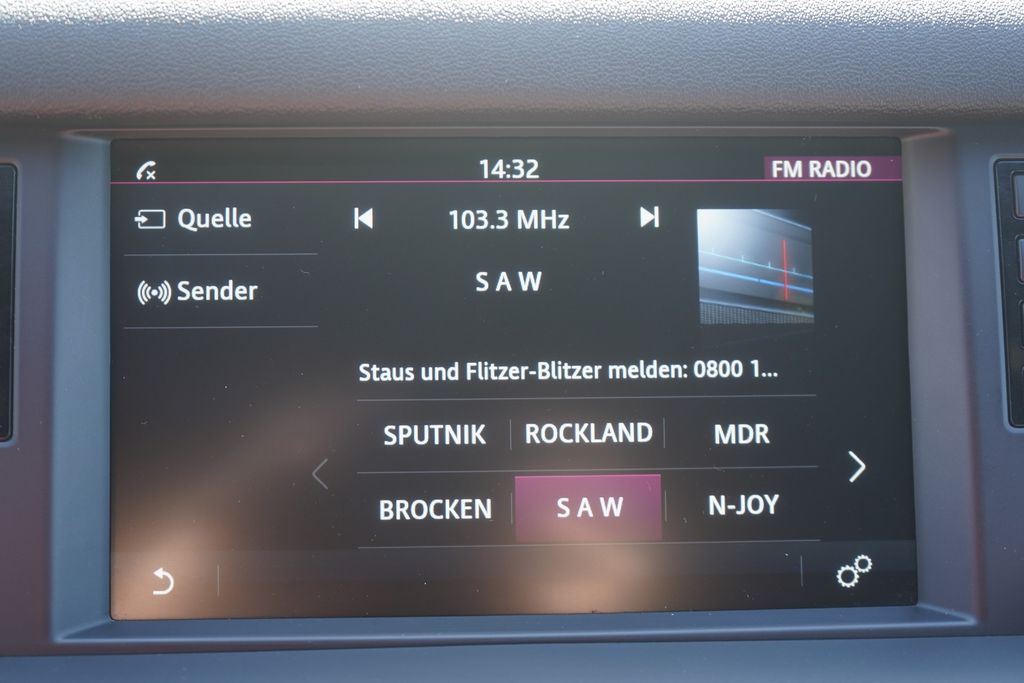 14:32
FM RADIO
Quelle
103.3 MHz
Sender
S A W
Staus und Flitzer-Blitzer melden: 0800 1...
SPUTNIK ROCKLAND MDR
BROCKEN S A W N-JOY